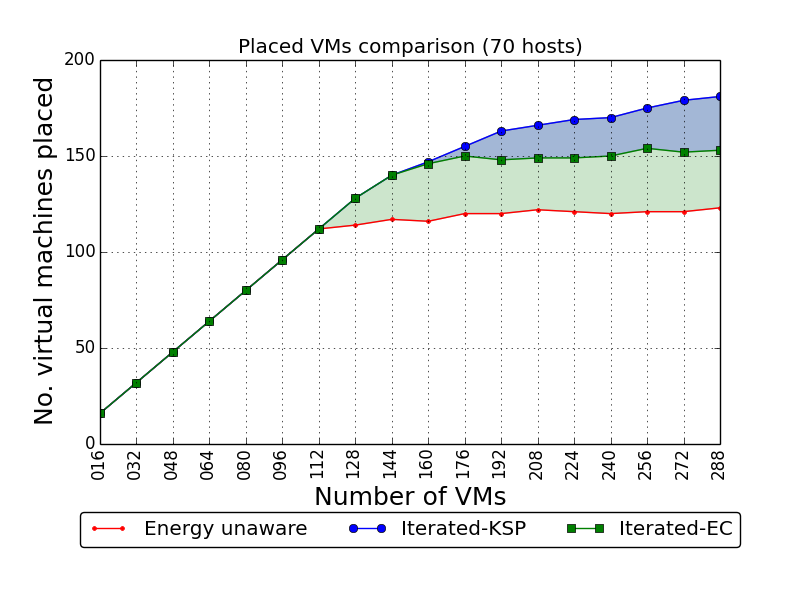 Placed VMs comparison (70 hosts)
No. virtual machines placed
200
150
100
50
0
016 032 048 064 080 096 112 128 144 160 176 192 208 224 240 256 272 288
Number of VMs
Energy unaware Iterated-KSP Iterated-EC